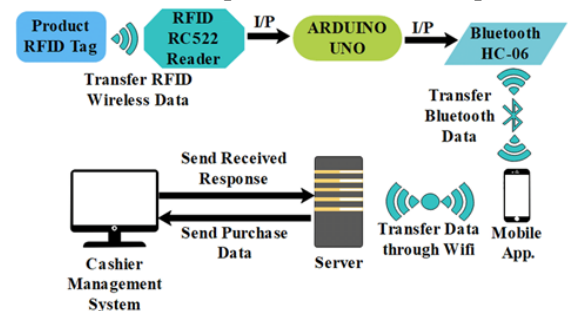 Product
RFID Tag
RFID
RC522
Reader
I/P
ARDUINO
UNO
I/P
Bluetooth
HC-06
Transfer RFID
Wireless Data
Transfer
Bluetooth
Data
Send Received
Response
Send Purchase
Data
Cashier
Management
System
Server
Transfer Data
through Wifi
Mobile
App.